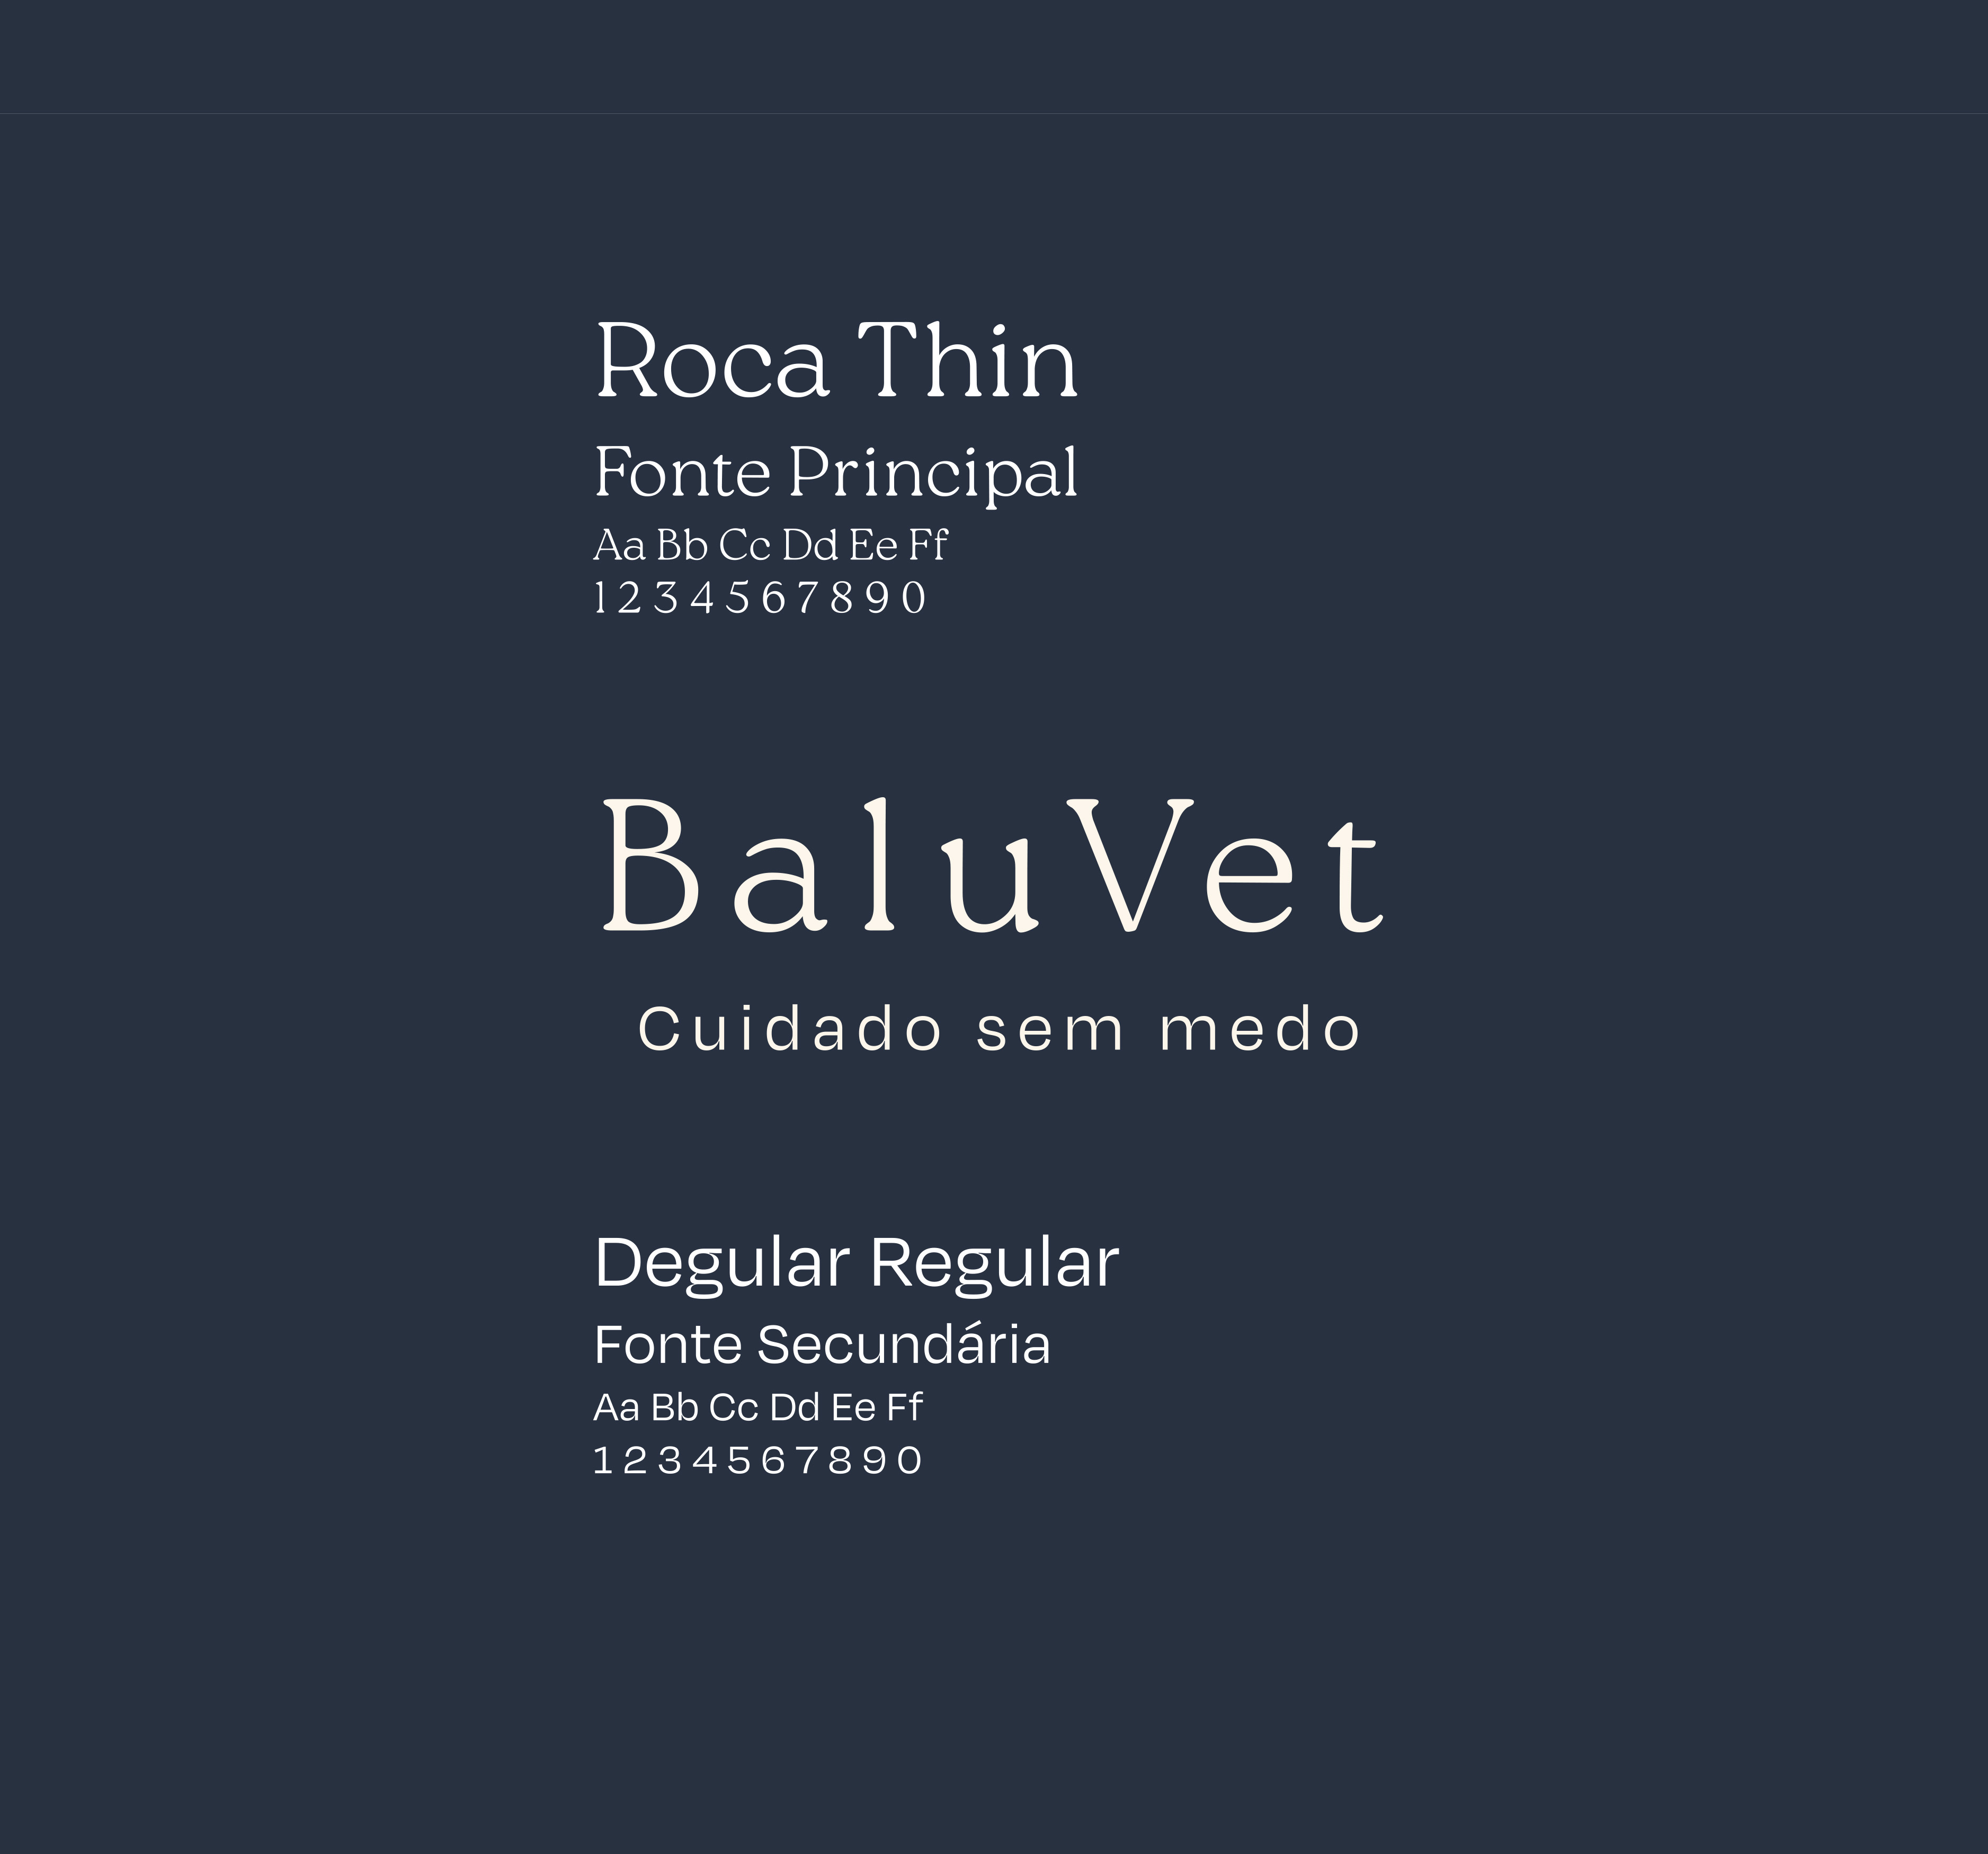 Roca Thin
Fonte Principal
Aa Bb Cc Dd Ee Ff
1 2 3 4 5 6 7 8 9 0
BaluVet
Cuidado sem medo
Degular Regular
Fonte Secundária
Aa Bb Cc Dd Ee Ff
1 2 3 4 5 6 7 8 9 0